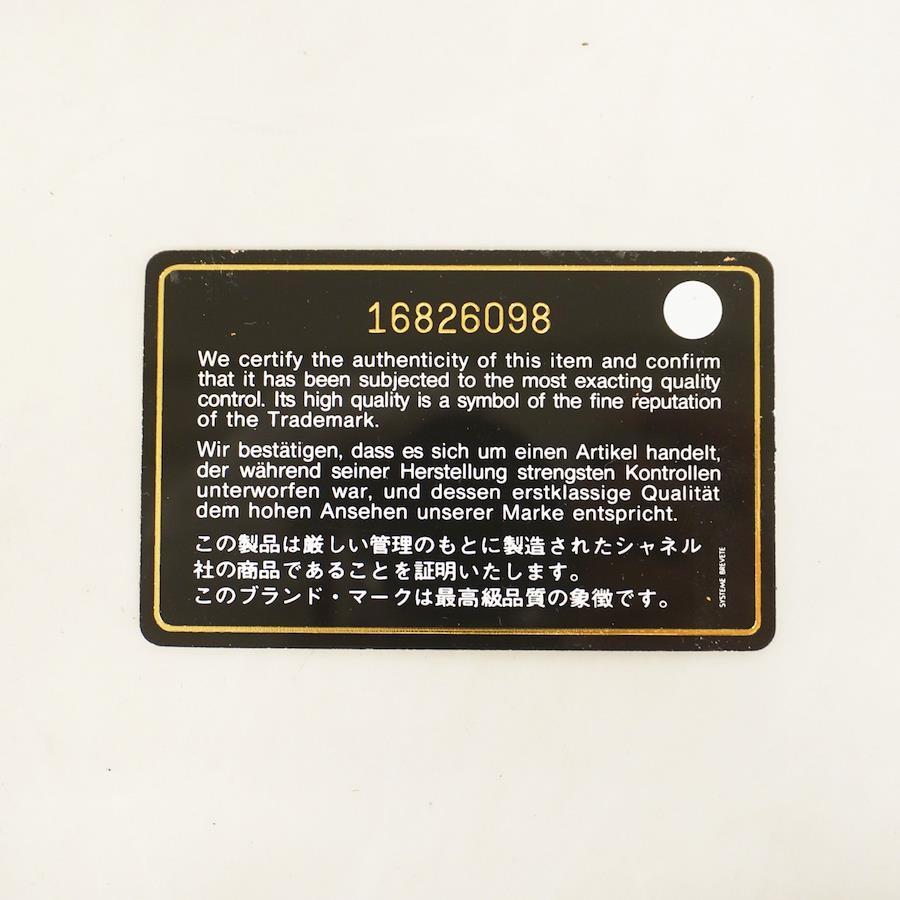 16826098
We certify the authenticity of this item and confirm
that it has been subjected to the most exacting quality
control. Its high quality is a symbol of the fine reputation
of the Trademark.
Wir bestätigen, dass es sich um einen Artikel handelt,
der während seiner Herstellung strengsten Kontrollen
unterworfen war, und dessen erstklassige Qualität
dem hohen Ansehen unserer Marke entspricht.
この製品は厳しい管理のもとに製造されたシャネル
社の商品であることを証明いたします。
このブランド・マークは最高級品質の象徴です。
SYSTEME BREVETE